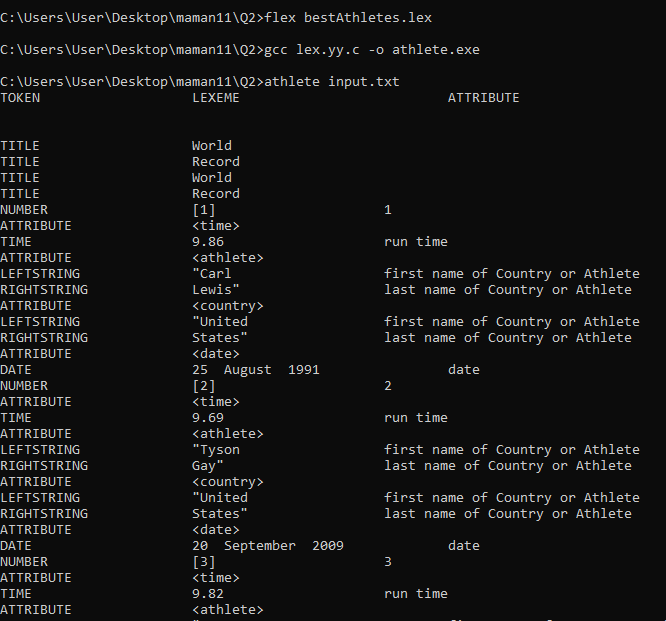 C:\Users\User\Desktop\maman11\Q2>flex bestAthletes.lex
C:\Users\User\Desktop\maman11\Q2>gcc lex.yy.c -o athlete.exe
C:\Users\User\Desktop\maman11\Q2>athlete input.txt
TOKEN LEXEME ATTRIBUTE
TITLE World
TITLE Record
TITLE World
TITLE Record
NUMBER [1] 1
ATTRIBUTE <time>
TIME 9.86 run time
ATTRIBUTE <athlete>
LEFTSTRING "Carl first name of Country or Athlete
RIGHTSTRING Lewis" last name of Country or Athlete
ATTRIBUTE <country>
LEFTSTRING "United first name of Country or Athlete
RIGHTSTRING States" last name of Country or Athlete
ATTRIBUTE <date>
DATE 25 August 1991 date
NUMBER [2] 2
ATTRIBUTE <time>
TIME 9.69 run time
ATTRIBUTE <athlete>
LEFTSTRING "Tyson first name of Country or Athlete
RIGHTSTRING Gay" last name of Country or Athlete
ATTRIBUTE <country>
LEFTSTRING "United first name of Country or Athlete
RIGHTSTRING States" last name of Country or Athlete
ATTRIBUTE <date>
DATE 20 September 2009 date
NUMBER [3] 3
ATTRIBUTE <time>
TIME 9.82 run time
ATTRIBUTE <athlete>